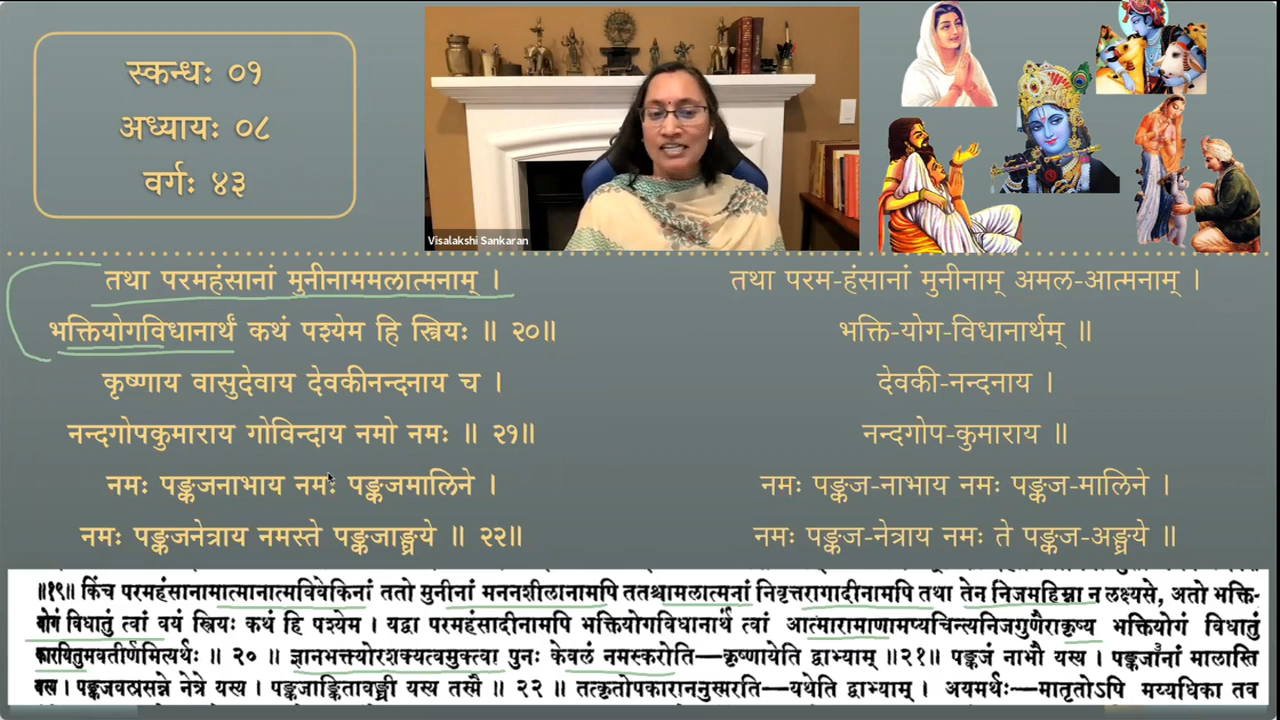 स्कन्धः ०१
अध्यायः ०८
वर्गः ४३
Visalakshi Sankaran
तथा परमहंसानां मुनीनाममलात्मनाम् ।
भक्तियोगविधानार्थं कथं पश्येम हि स्त्रियः ॥ २०॥
कृष्णाय वासुदेवाय देवकीनन्दनाय च ।
नन्दगोपकुमाराय गोविन्दाय नमो नमः ॥ २१॥
नमः पङ्कजनाभाय नमः पङ्कजमालिने ।
नमः पङ्कजनेत्राय नमस्ते पङ्कजाङ्घ्रये ॥ २२॥
तथा परम-हंसानां मुनीनाम् अमल-आत्मनाम् ।
भक्ति-योग-विधानार्थम् ॥
देवकी-नन्दनाय ।
नन्दगोप-कुमाराय ॥
नमः पङ्कज-नाभाय नमः पङ्कज-मालिने ।
नमः पङ्कज-नेत्राय नमः ते पङ्कज-अङ्घ्रये ॥
॥१९॥ किंच परमहंसानामात्मानात्मविवेकिनां ततो मुनीनां मननशीलानामपि ततश्चामलात्मनां निवृत्तरागादीनामपि तथा तेन निजमहिम्ना न लक्ष्यसे, अतो भक्ति-
योगं विधातुं त्वां वयं स्त्रियः कथं हि पश्येम । यद्वा परमहंसादीनामपि भक्तियोगविधानार्थं त्वां आत्मारामाणामप्यचिन्त्यनिजगुणैराकृष्य भक्तियोगं विधातुं
कारयितुमवतीर्णमित्यर्थः ॥ २० ॥ ज्ञानभक्त्योरशक्यत्वमुक्त्वा पुनः केवलं नमस्करोति—कृष्णायेति द्वाभ्याम् ॥२१॥ पङ्कजं नाभौ यस्य । पङ्कजानां मालास्ति
यस्य । पङ्कजवत्प्रसन्ने नेत्रे यस्य । पङ्कजाङ्कितावङ्घ्री यस्य तस्मै ॥ २२ ॥ तत्कृतोपकाराननुस्मरति—यथेति द्वाभ्याम् । अयमर्थः—मातृतोऽपि मय्यधिका तव